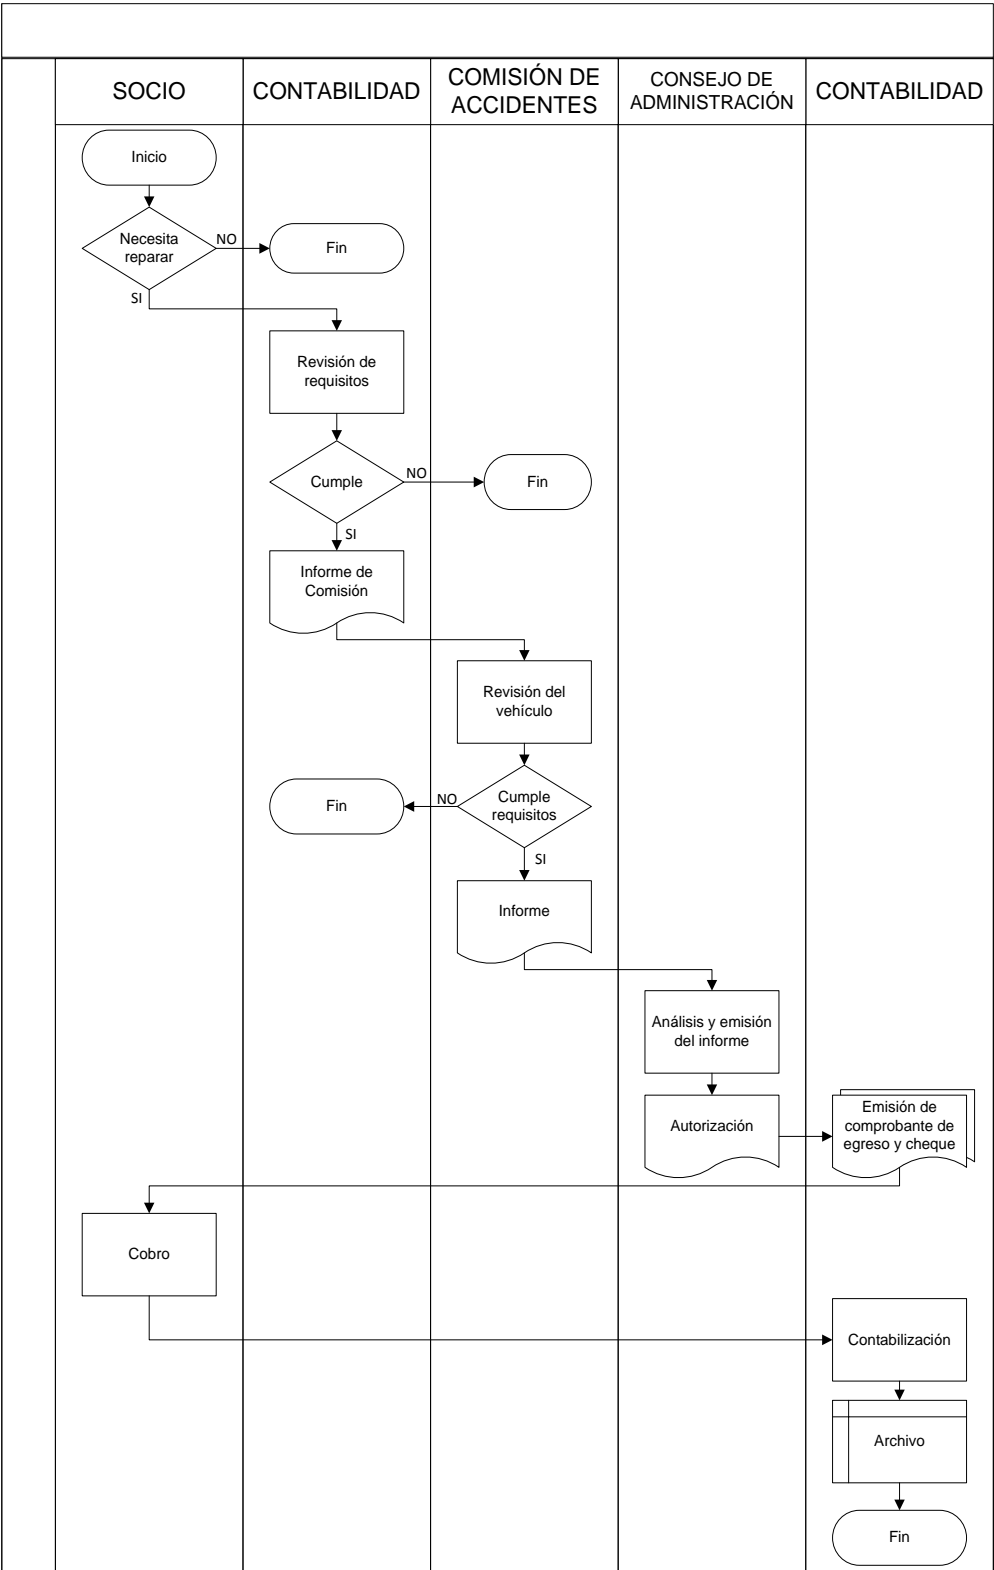 SOCIO
CONTABILIDAD
COMISIÓN DE
ACCIDENTES
CONSEJO DE
ADMINISTRACIÓN
CONTABILIDAD
Inicio
Necesita
reparar
NO
Fin
SI
Revisión de
requisitos
Cumple
NO
Fin
SI
Informe de
Comisión
Revisión del
vehículo
Fin
NO
Cumple
requisitos
SI
Informe
Análisis y emisión
del informe
Autorización
Emisión de
comprobante de
egreso y cheque
Cobro
Contabilización
Archivo
Fin